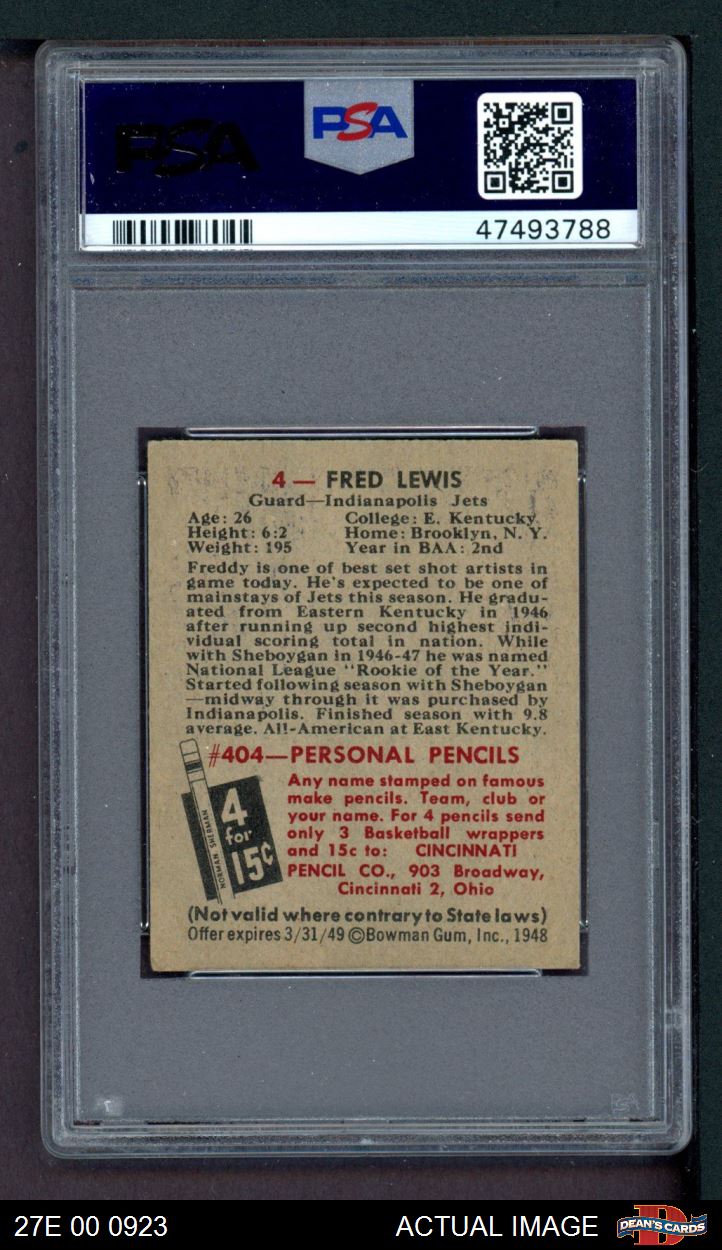 PSA
PSA
47493788
4 — FRED LEWIS
Guard—Indianapolis Jets
Age: 26 College: E. Kentucky
Height: 6:2 Home: Brooklyn, N. Y.
Weight: 195 Year in BAA: 2nd
Freddy is one of best set shot artists in
game today. He's expected to be one of
mainstays of Jets this season. He gradu-
ated from Eastern Kentucky in 1946
after running up second highest indi-
vidual scoring total in nation. While
with Sheboygan in 1946-47 he was named
National League "Rookie of the Year."
Started following season with Sheboygan
—midway through it was purchased by
Indianapolis. Finished season with 9.8
average. All-American at East Kentucky.
#404—PERSONAL PENCILS
NORMAN SHERMAN
4
for
15¢
Any name stamped on famous
make pencils. Team, club or
your name. For 4 pencils send
only 3 Basketball wrappers
and 15c to: CINCINNATI
PENCIL CO., 903 Broadway,
Cincinnati 2, Ohio
(Not valid where contrary to State laws)
Offer expires 3/31/49 ©Bowman Gum, Inc., 1948
27E 00 0923
ACTUAL IMAGE
D
DEAN'S CARDS